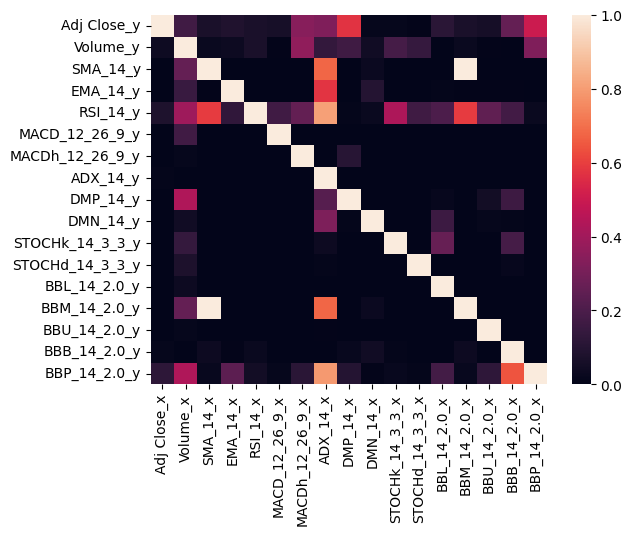 Adj Close_y
Volume_y
SMA_14_y
EMA_14_y
RSI_14_y
MACD_12_26_9_y
MACDh_12_26_9_y
ADX_14_y
DMP_14_y
DMN_14_y
STOCHk_14_3_3_y
STOCHd_14_3_3_y
BBL_14_2.0_y
BBM_14_2.0_y
BBU_14_2.0_y
BBB_14_2.0_y
BBP_14_2.0_y
Adj Close_x
Volume_x
SMA_14_x
EMA_14_x
RSI_14_x
MACD_12_26_9_x
MACDh_12_26_9_x
ADX_14_x
DMP_14_x
DMN_14_x
STOCHk_14_3_3_x
STOCHd_14_3_3_x
BBL_14_2.0_x
BBM_14_2.0_x
BBU_14_2.0_x
BBB_14_2.0_x
BBP_14_2.0_x
1.0
0.8
0.6
0.4
0.2
0.0